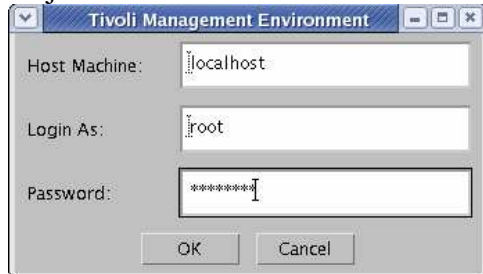 Tivoli Management Environment
Host Machine: localhost
Login As: root
Password: ********
OK Cancel